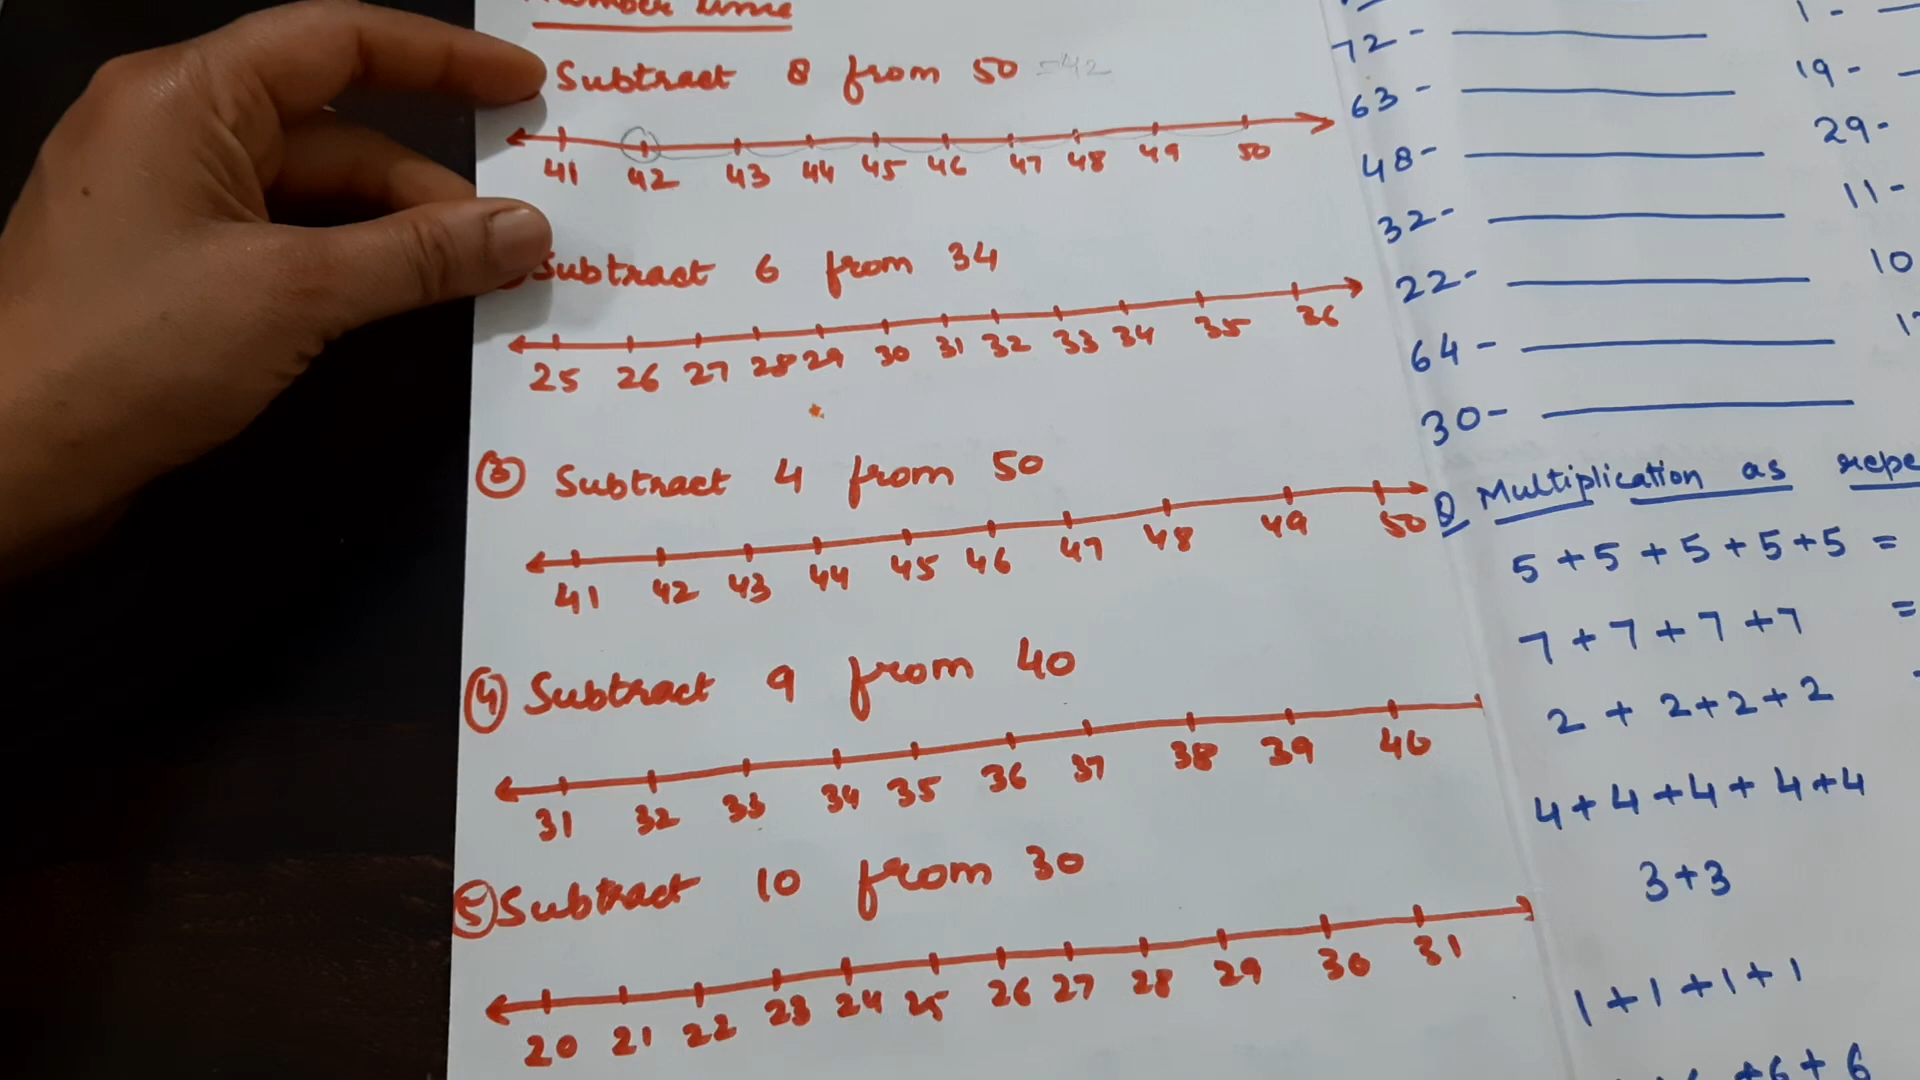 Number line
Subtract 8 from 50 = 42
41 42 43 44 45 46 47 48 49 50
Subtract 6 from 34
25 26 27 28 29 30 31 32 33 34 35 36
③ Subtract 4 from 50
41 42 43 44 45 46 47 48 49 50
④ Subtract 9 from 40
31 32 33 34 35 36 37 38 39 40
⑤ Subtract 10 from 30
20 21 22 23 24 25 26 27 28 29 30 31
72 -
63 -
48 -
32 -
22 -
64 -
30 -
1 -
19 -
29 -
11 -
10
Q Multiplication as repe
5 + 5 + 5 + 5 + 5 =
7 + 7 + 7 + 7 =
2 + 2 + 2 + 2
4 + 4 + 4 + 4 + 4
3 + 3
1 + 1 + 1 + 1
+ 6 + 6